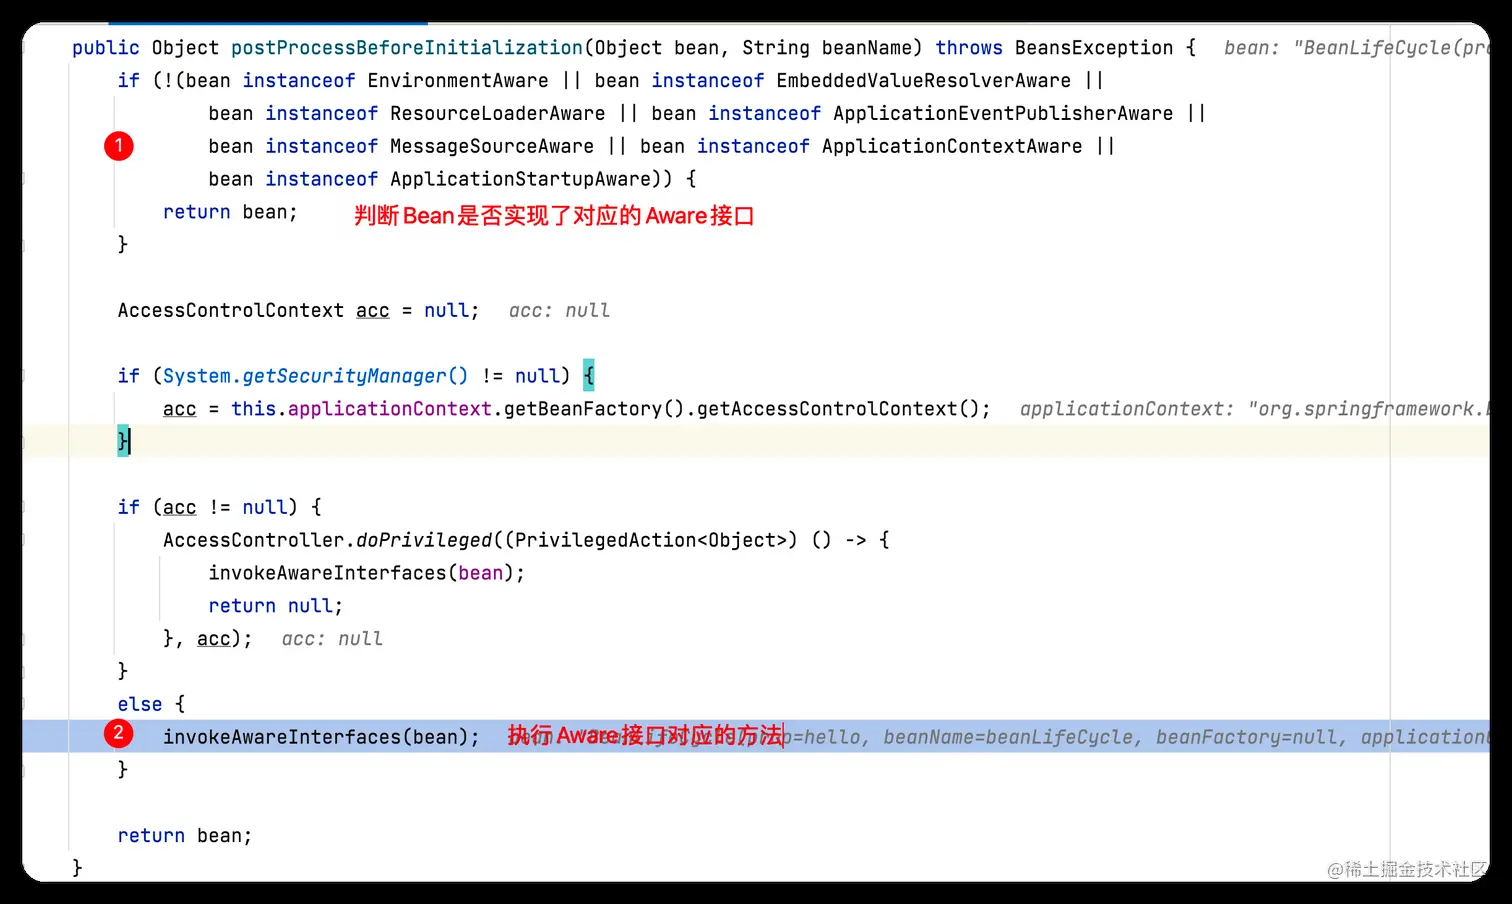 public Object postProcessBeforeInitialization(Object bean, String beanName) throws BeansException {   bean: "BeanLifeCycle(pro
if (!(bean instanceof EnvironmentAware || bean instanceof EmbeddedValueResolverAware ||
bean instanceof ResourceLoaderAware || bean instanceof ApplicationEventPublisherAware ||
1 bean instanceof MessageSourceAware || bean instanceof ApplicationContextAware ||
bean instanceof ApplicationStartupAware)) {
return bean; 判断Bean是否实现了对应的Aware接口
}
AccessControlContext acc = null;   acc: null
if (System.getSecurityManager() != null) {
acc = this.applicationContext.getBeanFactory().getAccessControlContext();   applicationContext: "org.springframework.b
}
if (acc != null) {
AccessController.doPrivileged((PrivilegedAction<Object>) () -> {
invokeAwareInterfaces(bean);
return null;
}, acc);   acc: null
}
else {
2 invokeAwareInterfaces(bean); 执行Aware接口对应的方法 =hello, beanName=beanLifeCycle, beanFactory=null, application
}
return bean;
}
@稀土掘金技术社区